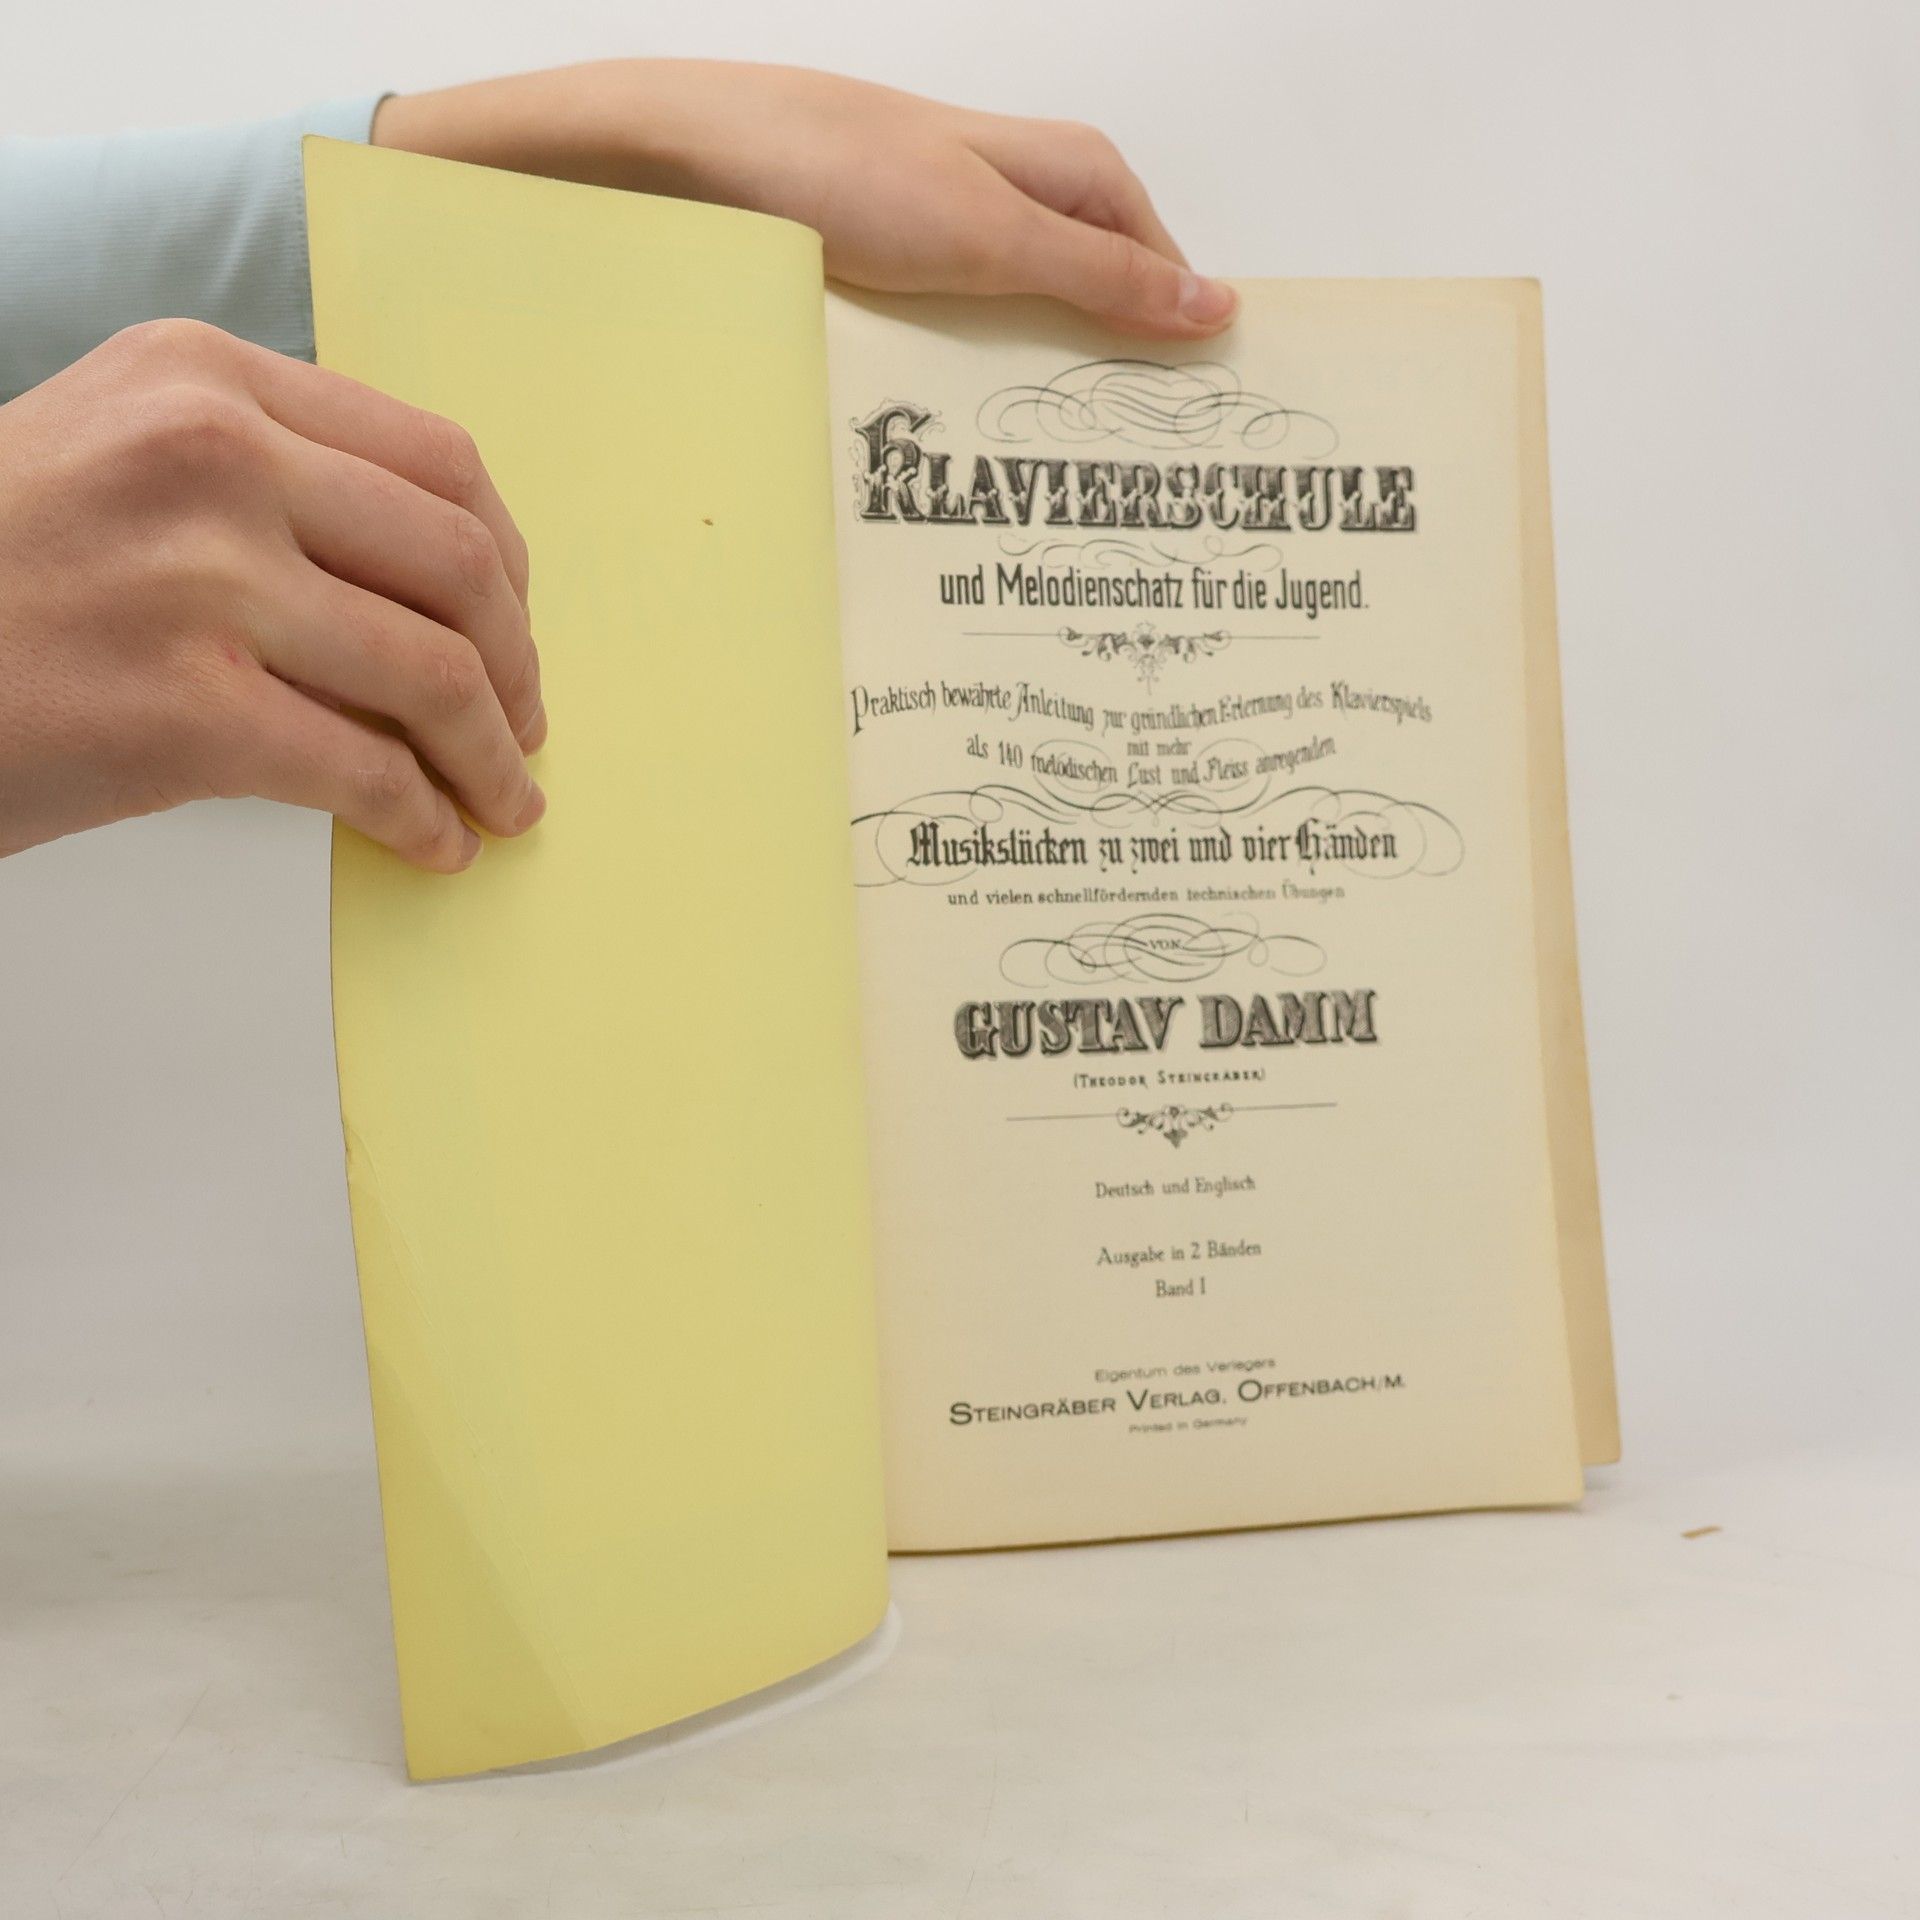 KLAVIERSCHULE
und Melodienschatz für die Jugend.
Praktisch bewährte Anleitung zur gründlichen Erlernung des Klavierspiels
mit mehr
als 140 melodischen Lust und Fleiss anregenden
Musikstücken zu zwei und vier Händen
und vielen schnellfördernden technischen Übungen
VON
GUSTAV DAMM
(THEODOR STEINGRÄBER)
Deutsch und Englisch
Ausgabe in 2 Bänden
Band I
Eigentum des Verlegers
STEINGRÄBER VERLAG, OFFENBACH/M.
Printed in Germany